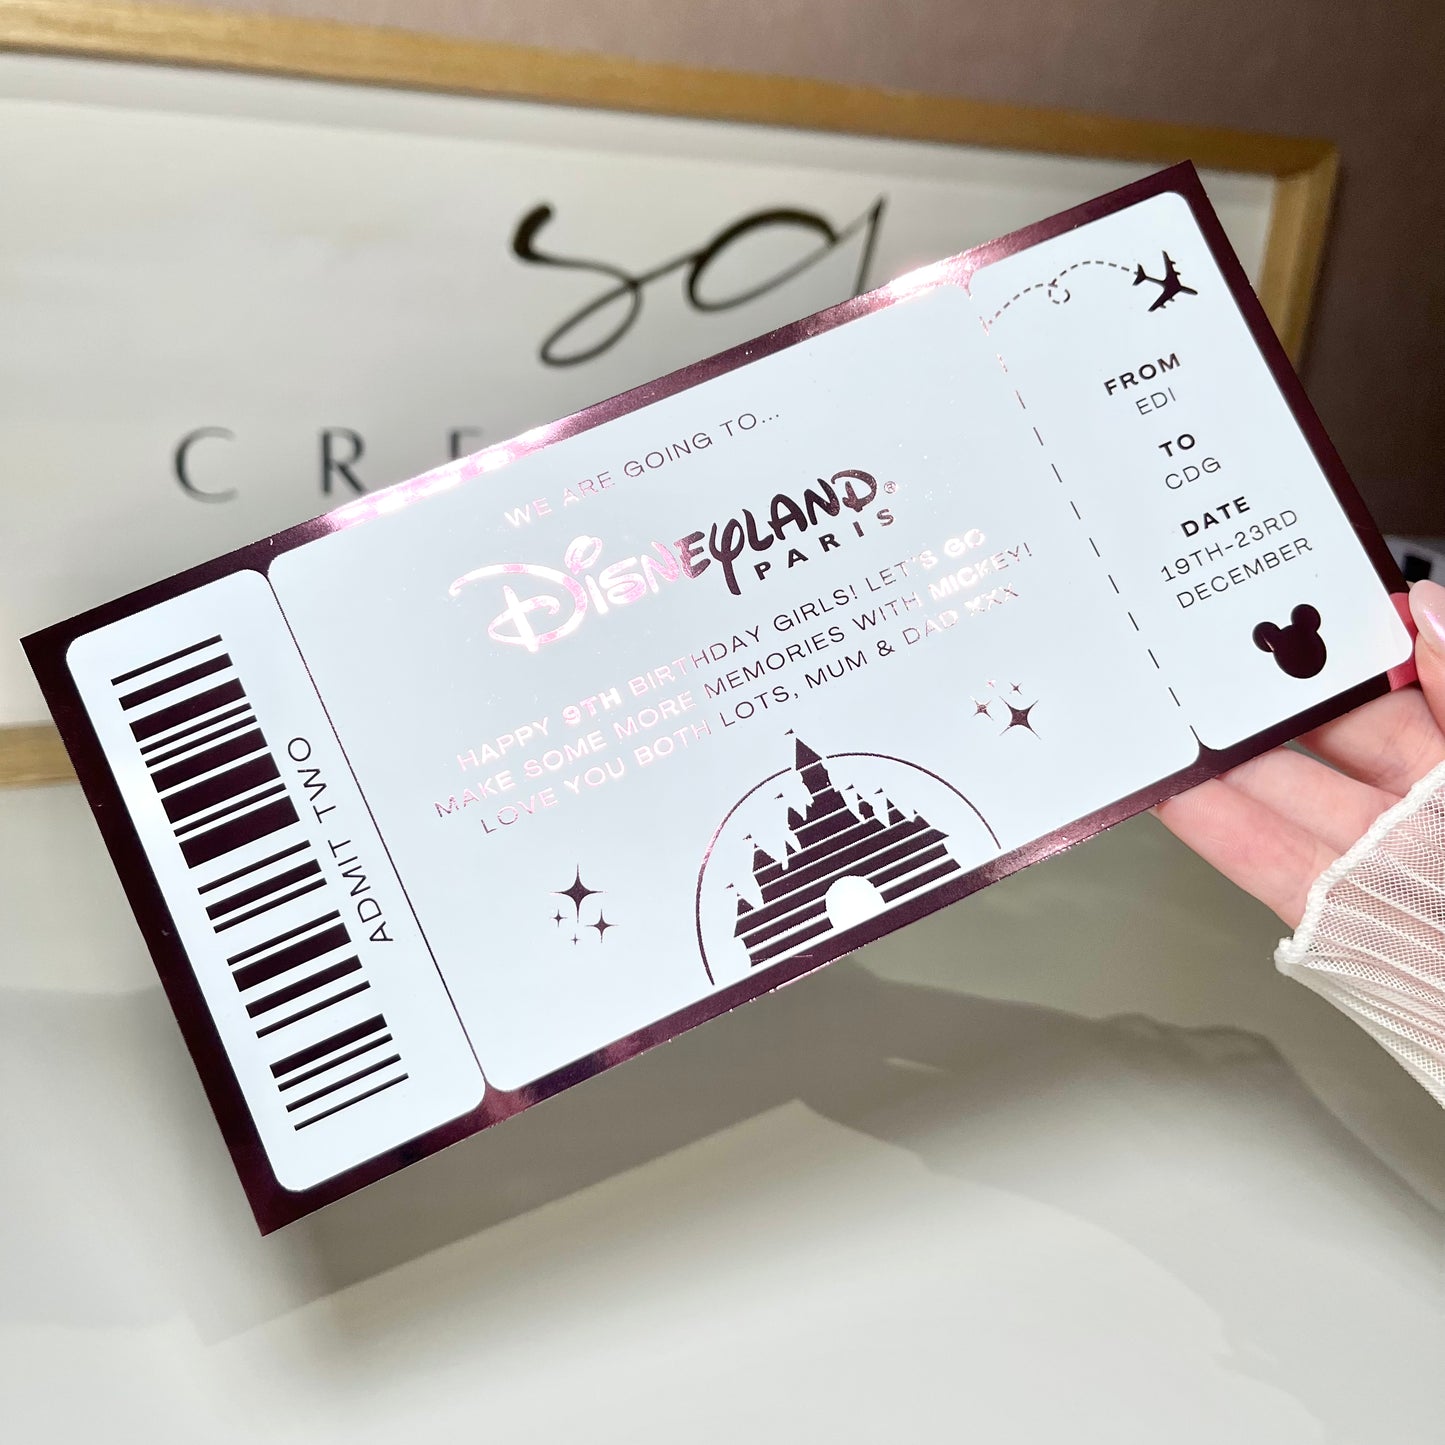 so
CRE
WE ARE GOING TO...
DISNEYLAND®
PARIS
HAPPY 9TH BIRTHDAY GIRLS! LET'S GO
MAKE SOME MORE MEMORIES WITH MICKEY!
LOVE YOU BOTH LOTS, MUM & DAD XXX
ADMIT TWO
FROM
EDI
TO
CDG
DATE
19TH-23RD
DECEMBER